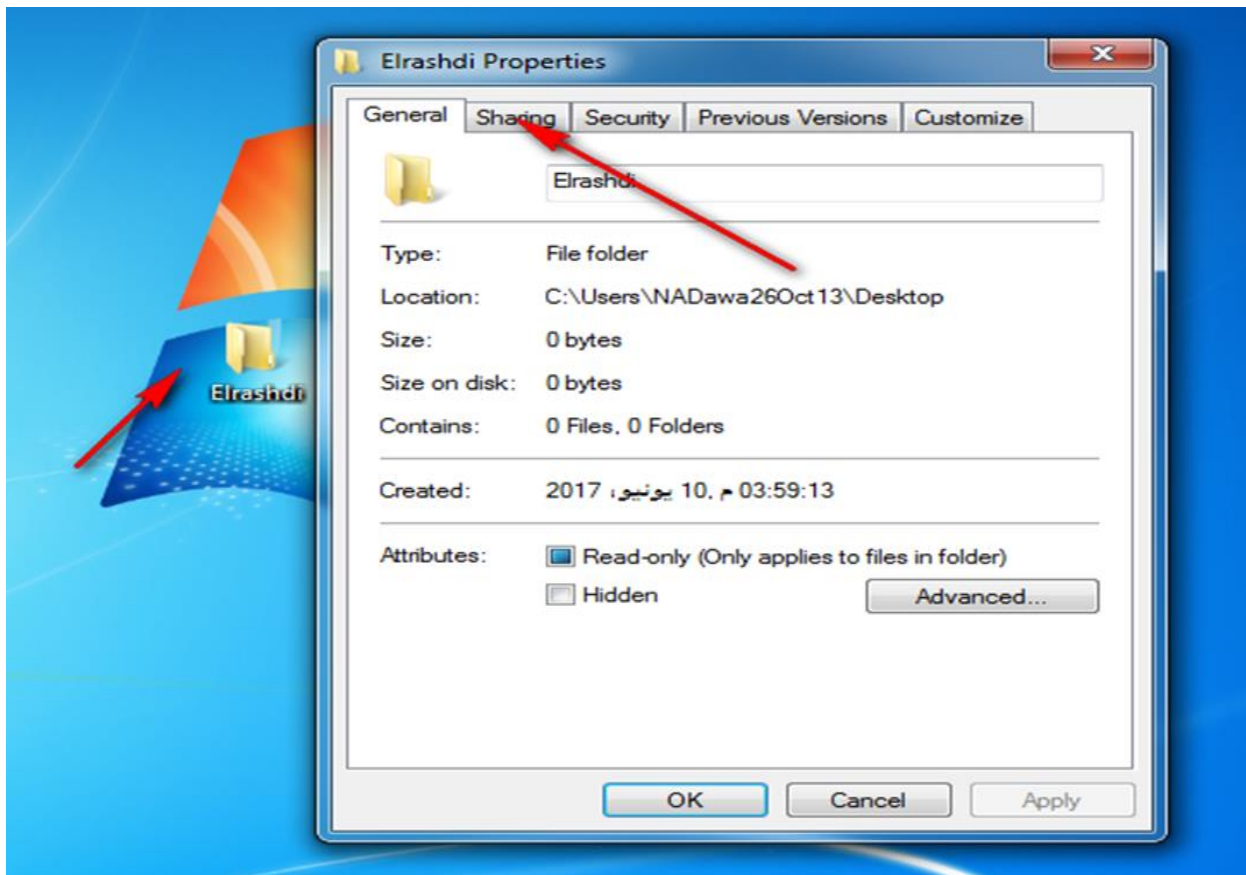 Elrashdi Properties
General Sharing Security Previous Versions Customize
Elrashdi
Type: File folder
Location: C:\Users\NADawa26Oct13\Desktop
Size: 0 bytes
Size on disk: 0 bytes
Contains: 0 Files, 0 Folders
Created: 03:59:13 م ,10 يونيو، 2017
Attributes: Read-only (Only applies to files in folder)
Hidden Advanced...
OK Cancel Apply
Elrashdi